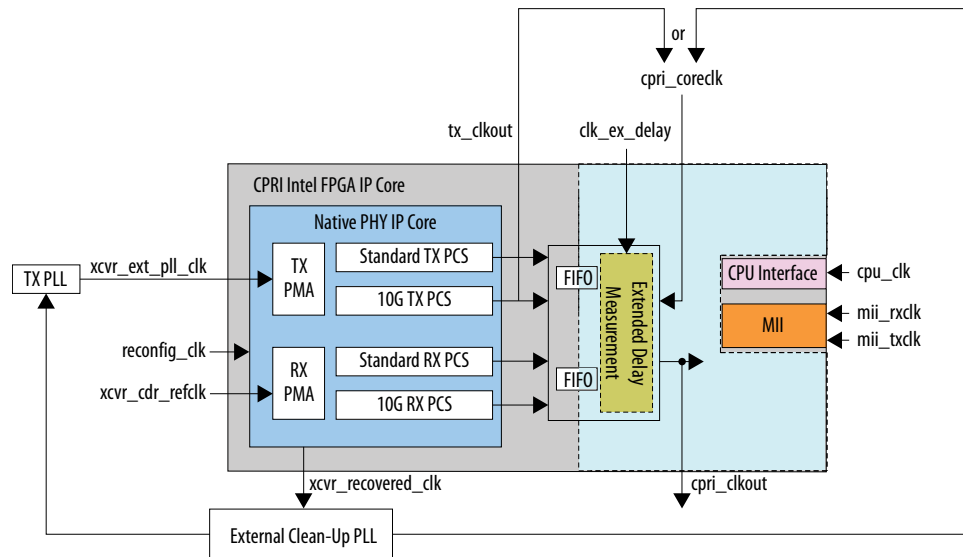 or
cpri_coreclk
tx_clkout
clk_ex_delay
CPRI Intel FPGA IP Core
Native PHY IP Core
TX PLL
xcvr_ext_pll_clk
TX
PMA
Standard TX PCS
10G TX PCS
FIFO
Extended Delay
Measurement
CPU Interface
cpu_clk
MII
mii_rxclk
mii_txclk
reconfig_clk
xcvr_cdr_refclk
RX
PMA
Standard RX PCS
10G RX PCS
FIFO
xcvr_recovered_clk
cpri_clkout
External Clean-Up PLL